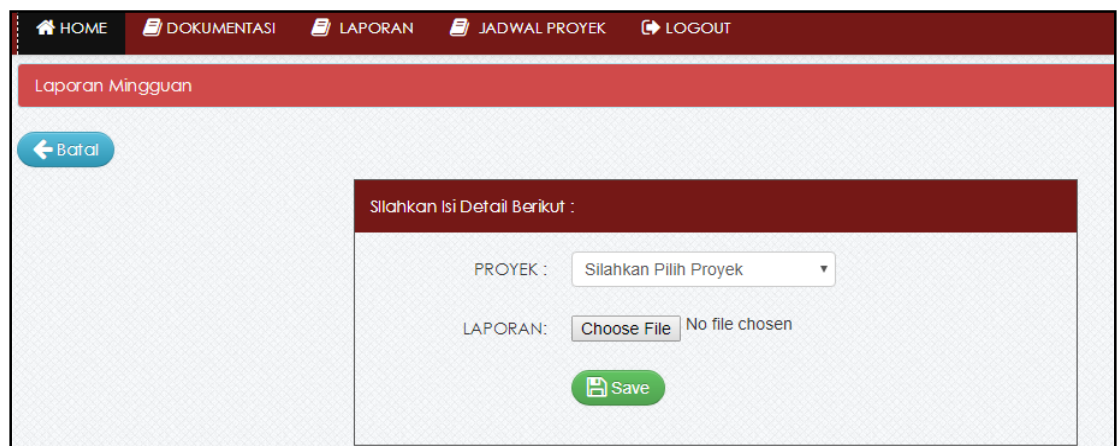 HOME DOKUMENTASI LAPORAN JADWAL PROYEK LOGOUT
Laporan Mingguan
Batal
SIlahkan Isi Detail Berikut :
PROYEK : Silahkan Pilih Proyek
LAPORAN: Choose File No file chosen
Save